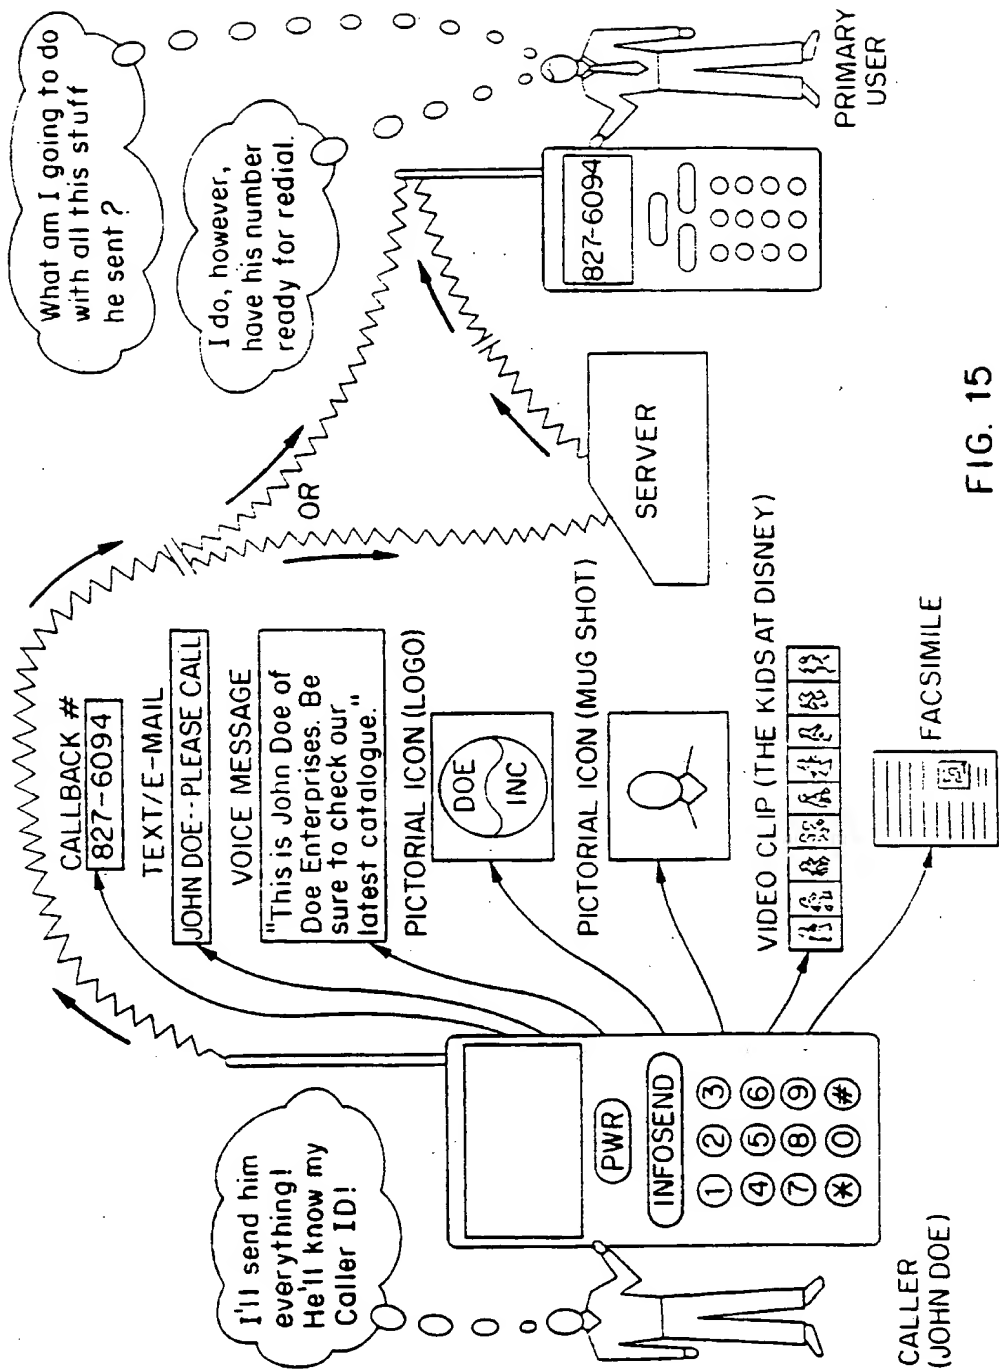 I'll send him
everything!
He'll know my
Caller ID!
CALLER
(JOHN DOE)
PWR
INFOSEND
1 2 3
4 5 6
7 8 9
* 0 #
CALLBACK #
827-6094
TEXT/E-MAIL
JOHN DOE--PLEASE CALL
VOICE MESSAGE
"This is John Doe of
Doe Enterprises. Be
sure to check our
latest catalogue."
PICTORIAL ICON (LOGO)
DOE
INC
PICTORIAL ICON (MUG SHOT)
VIDEO CLIP (THE KIDS AT DISNEY)
FACSIMILE
OR
SERVER
What am I going to do
with all this stuff
he sent?
I do, however,
have his number
ready for redial.
827-6094
PRIMARY
USER
FIG. 15